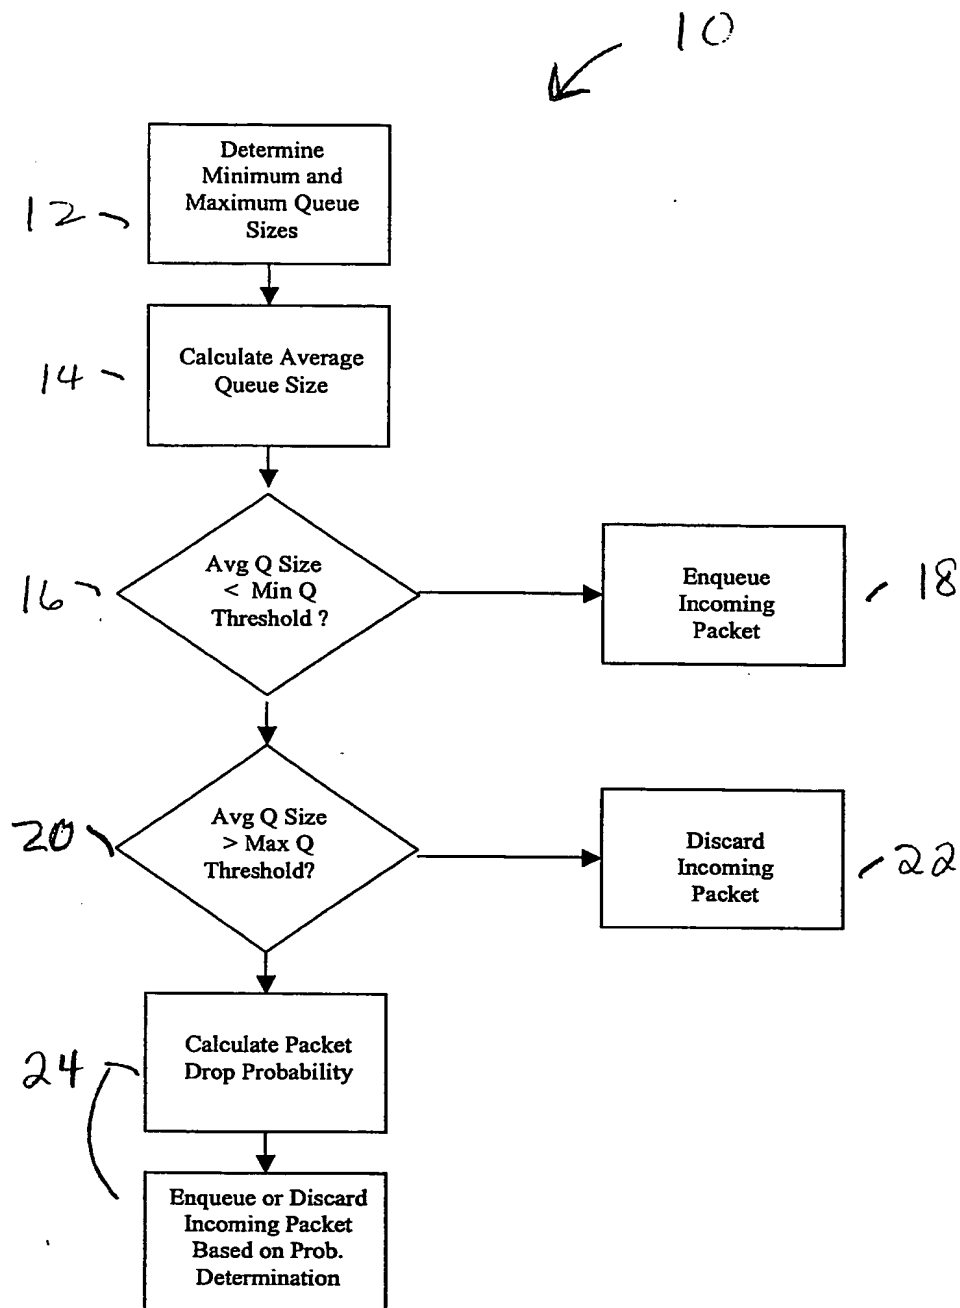 10
Determine
Minimum and
Maximum Queue
Sizes
12
Calculate Average
Queue Size
14
Avg Q Size
< Min Q
Threshold ?
16
Enqueue
Incoming
Packet
18
Avg Q Size
> Max Q
Threshold?
20
Discard
Incoming
Packet
22
Calculate Packet
Drop Probability
24
Enqueue or Discard
Incoming Packet
Based on Prob.
Determination